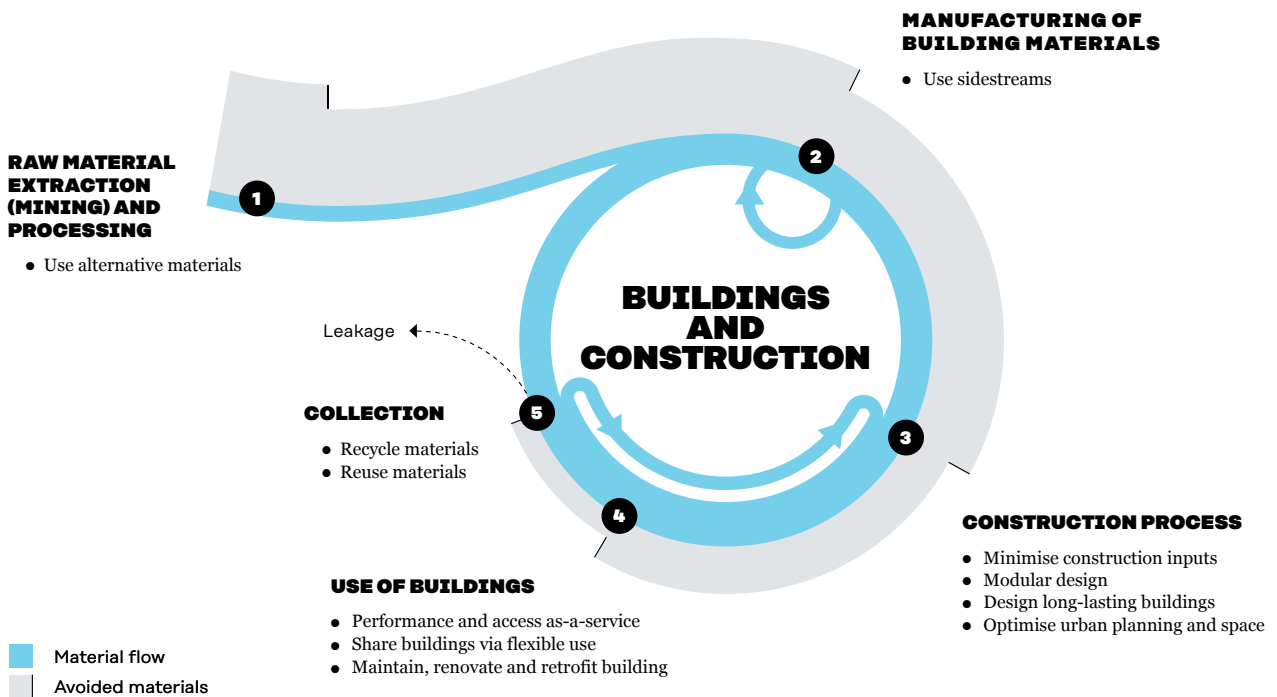 MANUFACTURING OF
BUILDING MATERIALS
• Use sidestreams
2
RAW MATERIAL
EXTRACTION
(MINING) AND
PROCESSING
• Use alternative materials
1
BUILDINGS
AND
CONSTRUCTION
Leakage
5
COLLECTION
• Recycle materials
• Reuse materials
3
4
CONSTRUCTION PROCESS
• Minimise construction inputs
• Modular design
• Design long-lasting buildings
• Optimise urban planning and space
USE OF BUILDINGS
• Performance and access as-a-service
• Share buildings via flexible use
• Maintain, renovate and retrofit building
Material flow
Avoided materials